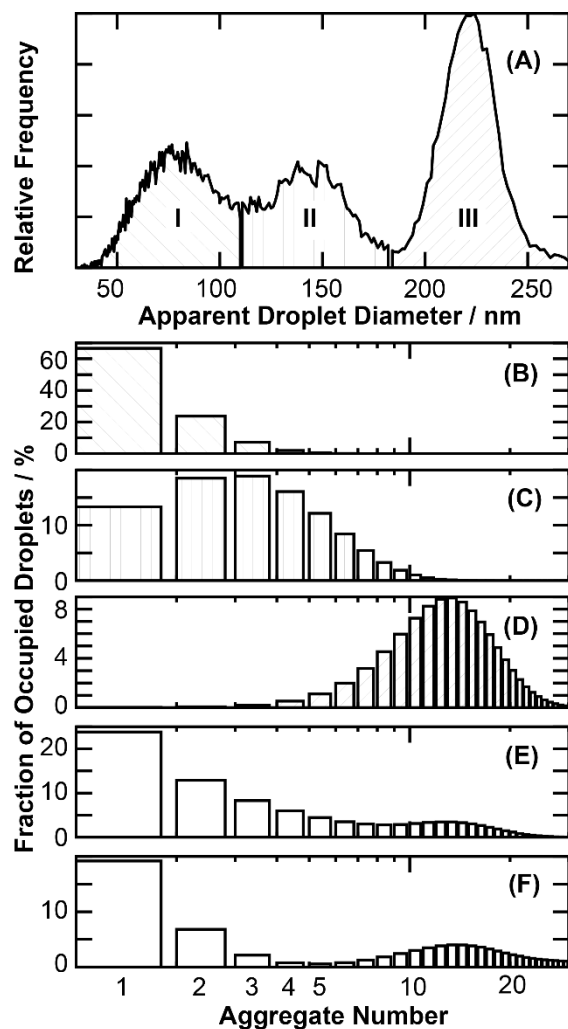 (A)
Relative Frequency
I
II
III
50
100
150
200
250
Apparent Droplet Diameter / nm
Fraction of Occupied Droplets / %
60
40
20
0
(B)
10
0
(C)
8
4
0
(D)
20
10
0
(E)
10
0
(F)
1
2
3
4
5
10
20
Aggregate Number